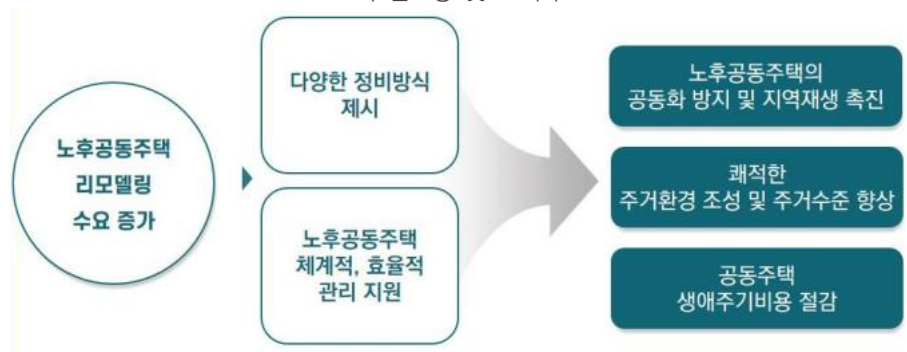 노후공동주택
리모델링
수요 증가
다양한 정비방식
제시
노후공동주택
체계적, 효율적
관리 지원
노후공동주택의
공동화 방지 및 지역재생 촉진
쾌적한
주거환경 조성 및 주거수준 향상
공동주택
생애주기비용 절감